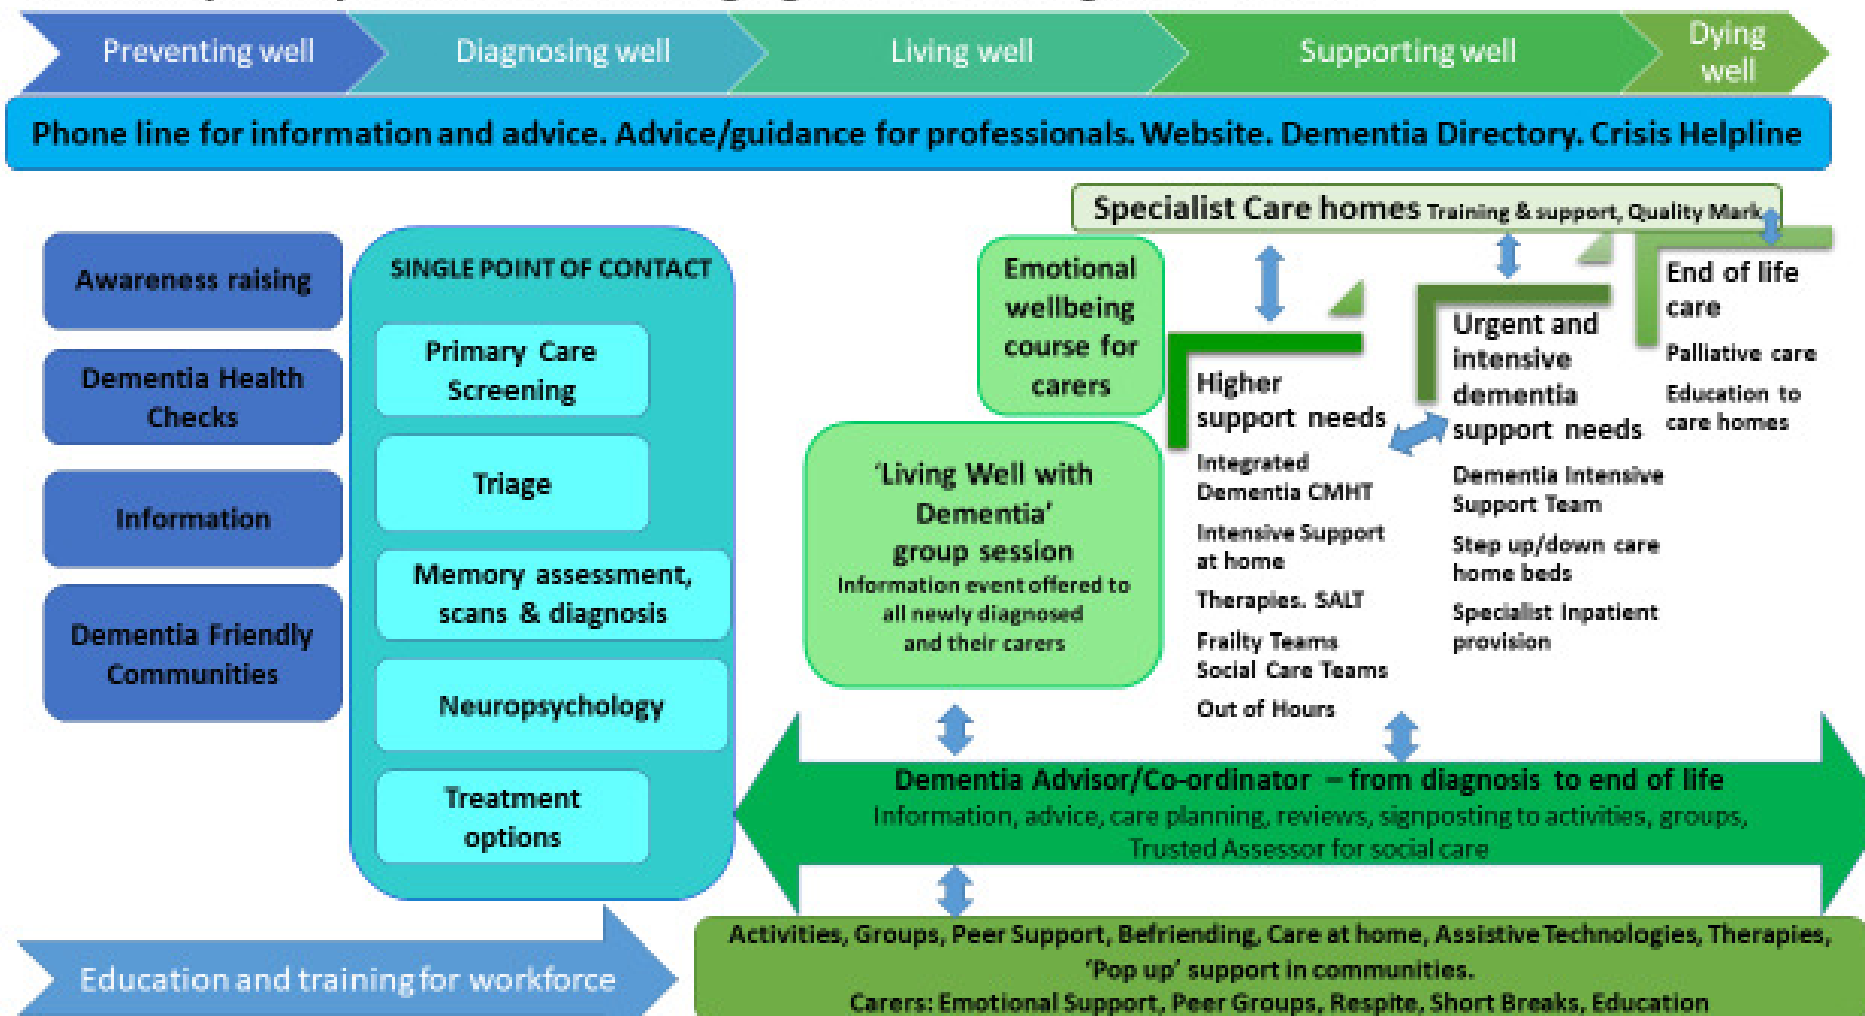 Preventing well
Diagnosing well
Living well
Supporting well
Dying
well
Phone line for information and advice. Advice/guidance for professionals. Website. Dementia Directory. Crisis Helpline
Awareness raising
Dementia Health
Checks
Information
Dementia Friendly
Communities
SINGLE POINT OF CONTACT
Primary Care
Screening
Triage
Memory assessment,
scans & diagnosis
Neuropsychology
Treatment
options
Specialist Care homes Training & support, Quality Mark
Emotional
wellbeing
course for
carers
'Living Well with
Dementia'
group session
Information event offered to
all newly diagnosed
and their carers
Higher
support needs
Integrated
Dementia CMHT
Intensive Support
at home
Therapies. SALT
Frailty Teams
Social Care Teams
Out of Hours
Urgent and
intensive
dementia
support needs
Dementia Intensive
Support Team
Step up/down care
home beds
Specialist Inpatient
provision
End of life
care
Palliative care
Education to
care homes
Dementia Advisor/Co-ordinator – from diagnosis to end of life
Information, advice, care planning, reviews, signposting to activities, groups,
Trusted Assessor for social care
Education and training for workforce
Activities, Groups, Peer Support, Befriending, Care at home, Assistive Technologies, Therapies,
'Pop up' support in communities.
Carers: Emotional Support, Peer Groups, Respite, Short Breaks, Education